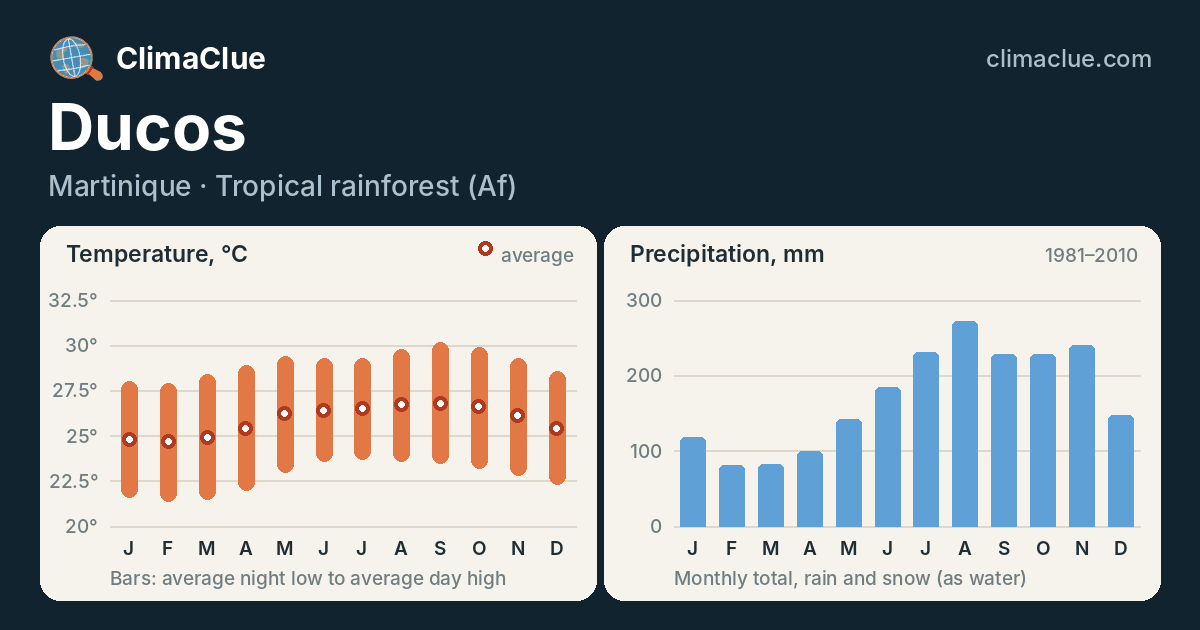 ClimaClue
climaclue.com
Ducos
Martinique · Tropical rainforest (Af)
Temperature, °C
average
32.5°
30°
27.5°
25°
22.5°
20°
J F M A M J J A S O N D
Bars: average night low to average day high
Precipitation, mm
1981–2010
300
200
100
0
J F M A M J J A S O N D
Monthly total, rain and snow (as water)